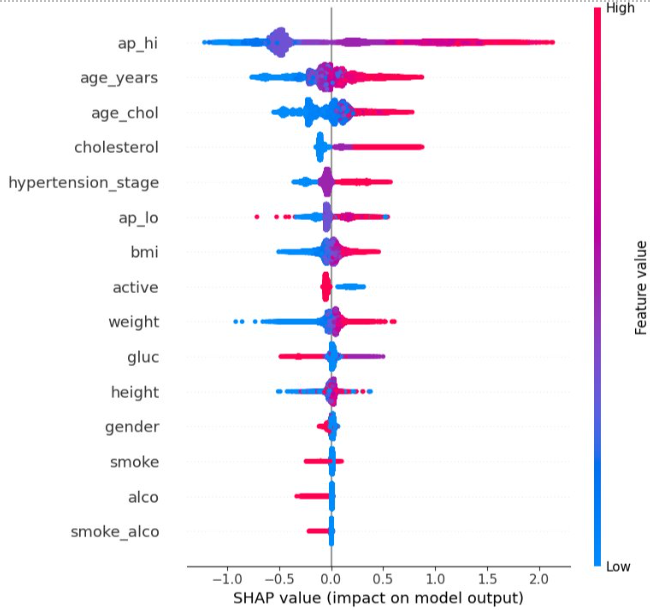 High
ap_hi
age_years
age_chol
cholesterol
hypertension_stage
ap_lo
bmi
active
weight
gluc
height
gender
smoke
alco
smoke_alco
Feature value
Low
−1.0 −0.5 0.0 0.5 1.0 1.5 2.0
SHAP value (impact on model output)